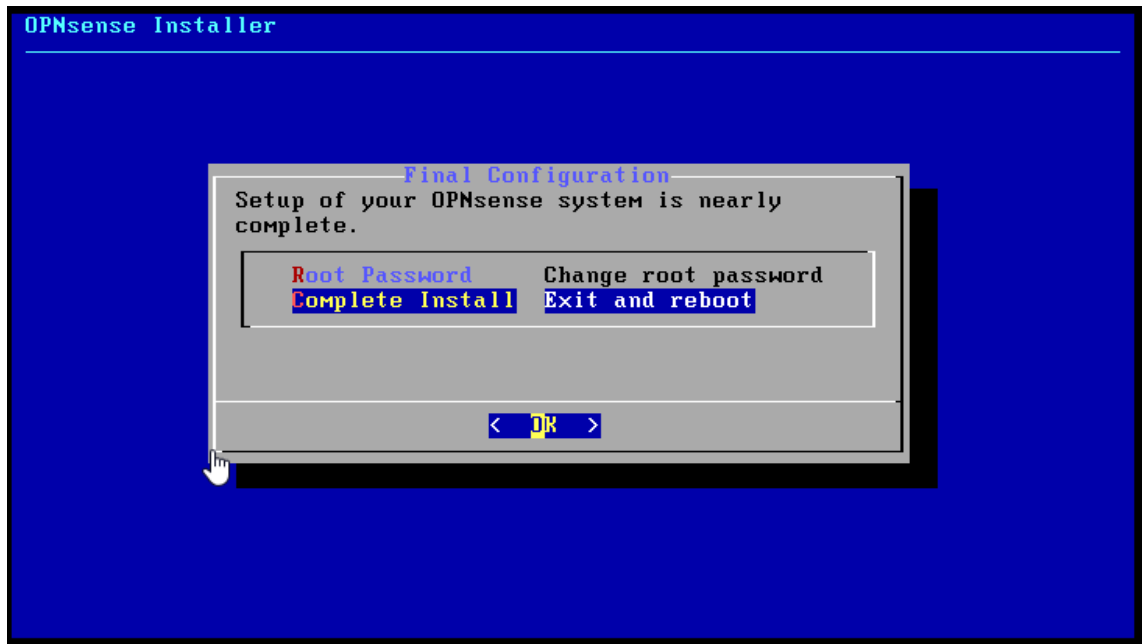 OPNsense Installer
Final Configuration
Setup of your OPNsense system is nearly
complete.
Root Password Change root password
Complete Install Exit and reboot
< OK >